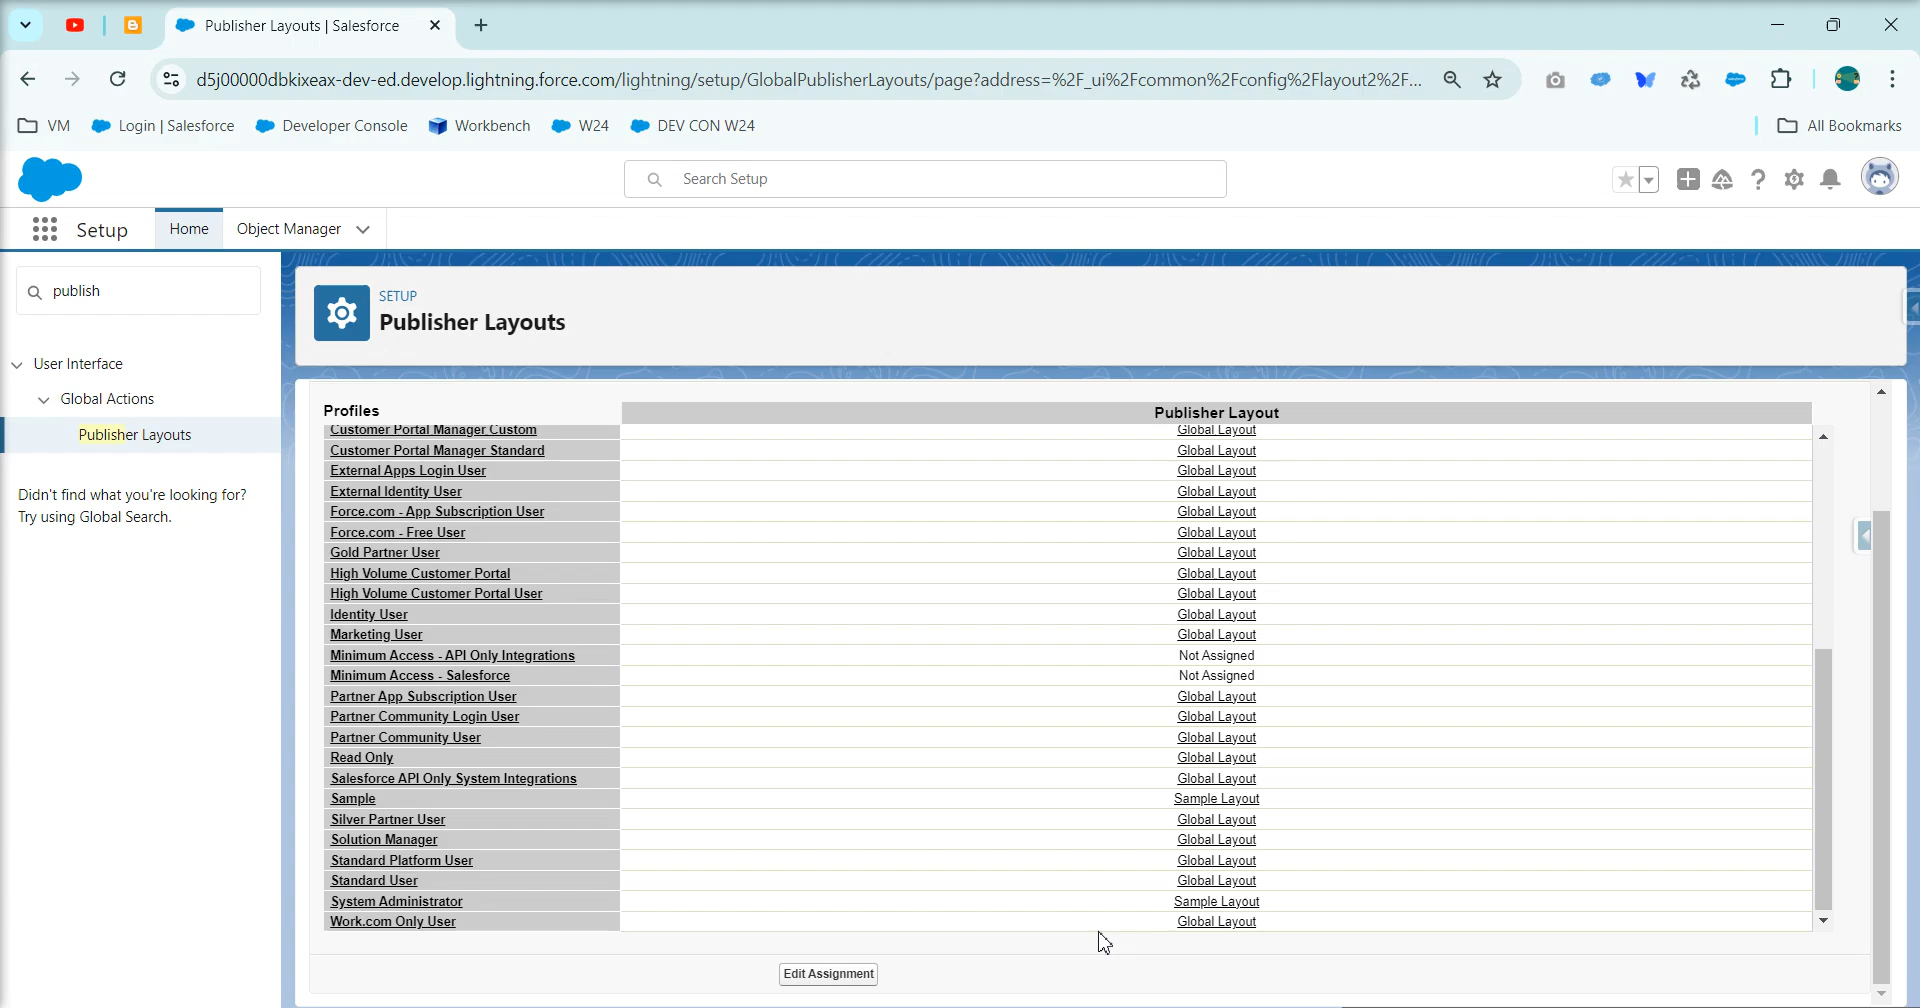 Publisher Layouts | Salesforce
d5j00000dbkixeax-dev-ed.develop.lightning.force.com/lightning/setup/GlobalPublisherLayouts/page?address=%2F_ui%2Fcommon%2Fconfig%2Flayout2%2F...
VM Login | Salesforce Developer Console Workbench W24 DEV CON W24 All Bookmarks
Search Setup
Setup Home Object Manager
publish
User Interface
Global Actions
Publisher Layouts
Didn't find what you're looking for?
Try using Global Search.
SETUP
Publisher Layouts
Profiles Publisher Layout
Customer Portal Manager Custom Global Layout
Customer Portal Manager Standard Global Layout
External Apps Login User Global Layout
External Identity User Global Layout
Force.com - App Subscription User Global Layout
Force.com - Free User Global Layout
Gold Partner User Global Layout
High Volume Customer Portal Global Layout
High Volume Customer Portal User Global Layout
Identity User Global Layout
Marketing User Global Layout
Minimum Access - API Only Integrations Not Assigned
Minimum Access - Salesforce Not Assigned
Partner App Subscription User Global Layout
Partner Community Login User Global Layout
Partner Community User Global Layout
Read Only Global Layout
Salesforce API Only System Integrations Global Layout
Sample Sample Layout
Silver Partner User Global Layout
Solution Manager Global Layout
Standard Platform User Global Layout
Standard User Global Layout
System Administrator Sample Layout
Work.com Only User Global Layout
Edit Assignment